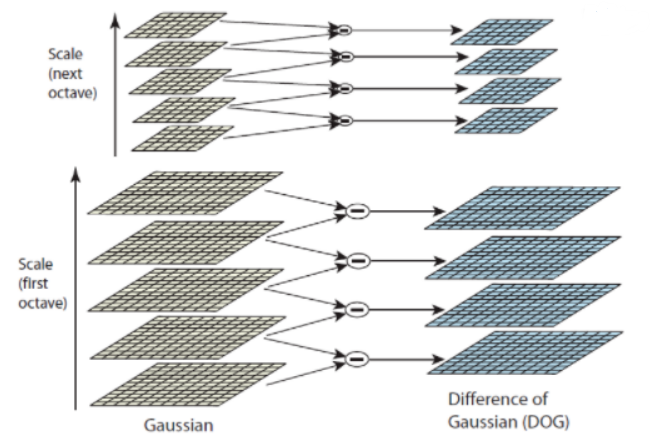 Scale
(next
octave)
Scale
(first
octave)
Gaussian
Difference of
Gaussian (DOG)